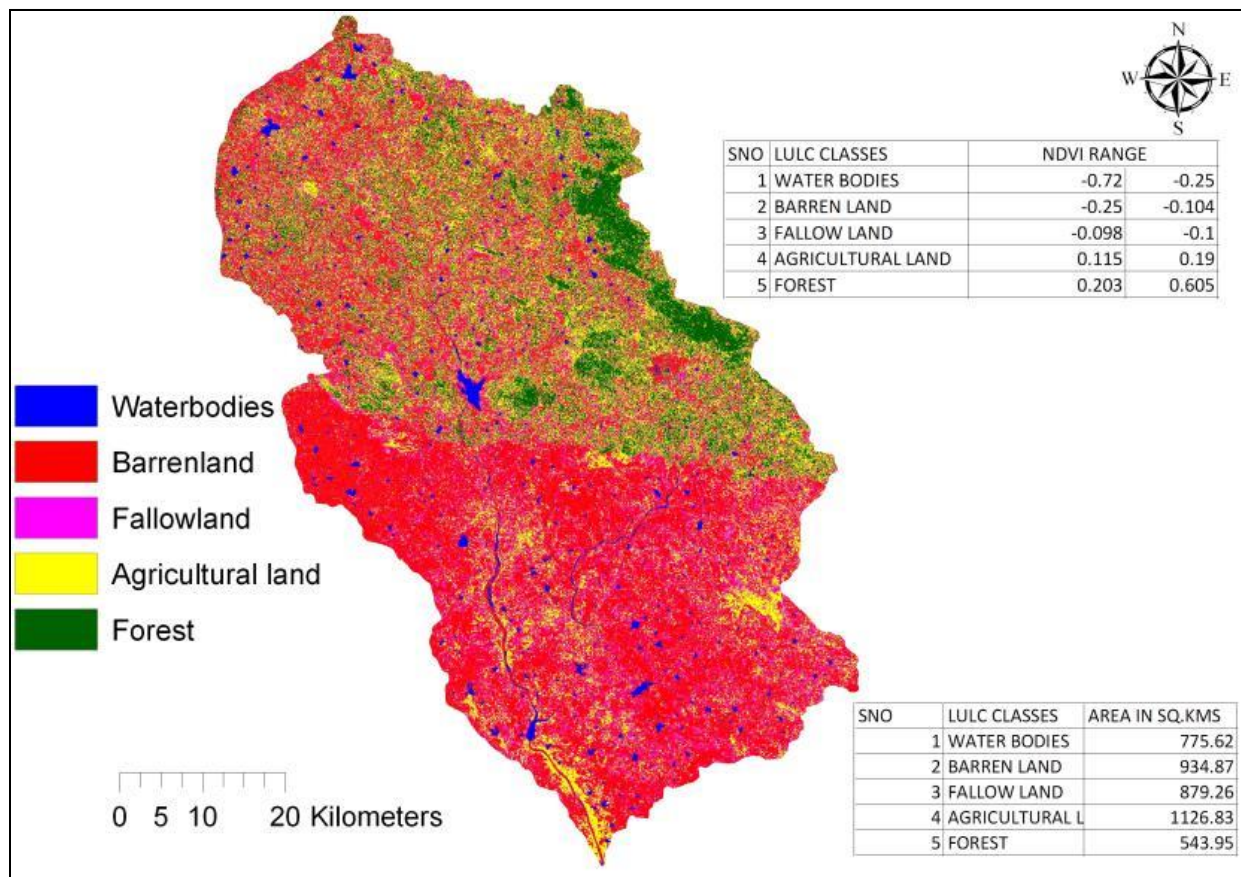 N
W E
S
SNO LULC CLASSES NDVI RANGE
1 WATER BODIES -0.72 -0.25
2 BARREN LAND -0.25 -0.104
3 FALLOW LAND -0.098 -0.1
4 AGRICULTURAL LAND 0.115 0.19
5 FOREST 0.203 0.605
Waterbodies
Barrenland
Fallowland
Agricultural land
Forest
SNO LULC CLASSES AREA IN SQ.KMS
1 WATER BODIES 775.62
2 BARREN LAND 934.87
3 FALLOW LAND 879.26
4 AGRICULTURAL L 1126.83
5 FOREST 543.95
0 5 10 20 Kilometers